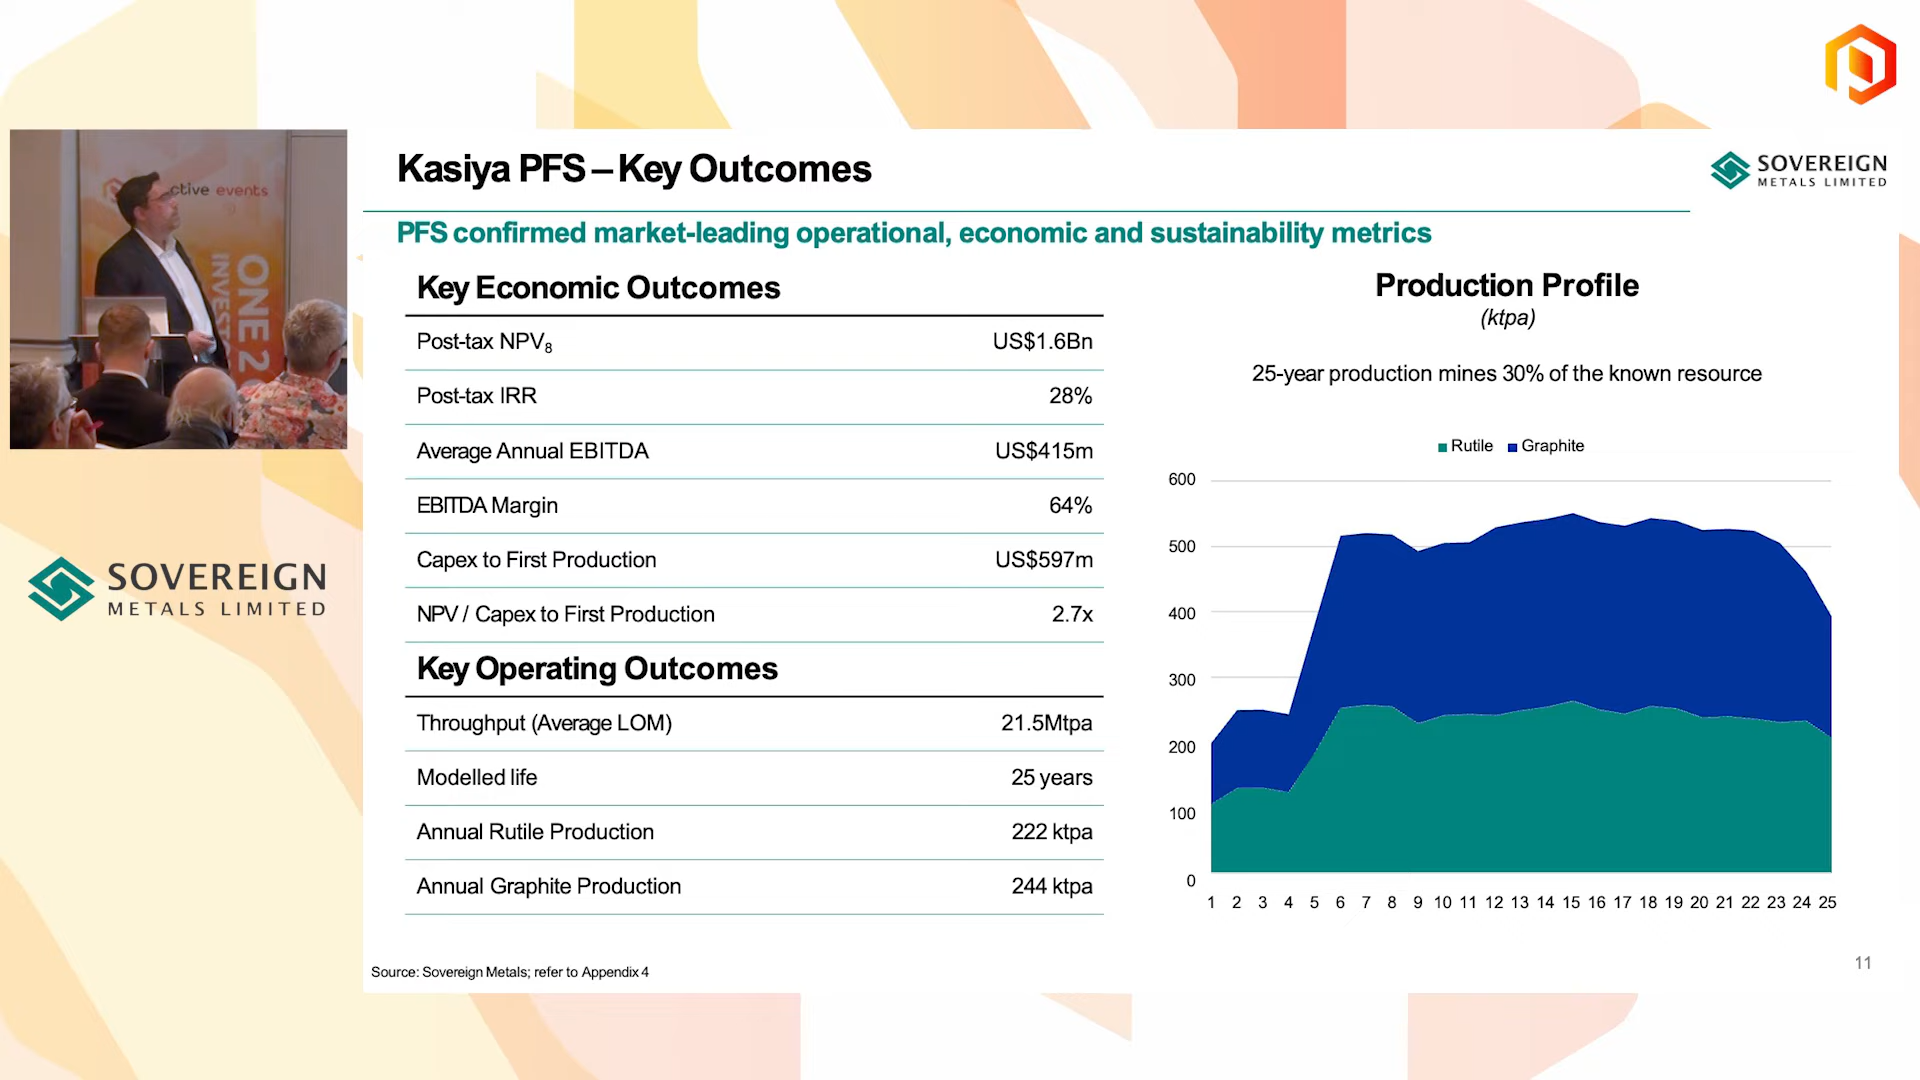 Kasiya PFS – Key Outcomes
SOVEREIGN
METALS LIMITED
PFS confirmed market-leading operational, economic and sustainability metrics
Key Economic Outcomes
Post-tax NPV8 US$1.6Bn
Post-tax IRR 28%
Average Annual EBITDA US$415m
EBITDA Margin 64%
Capex to First Production US$597m
NPV / Capex to First Production 2.7x
Key Operating Outcomes
Throughput (Average LOM) 21.5Mtpa
Modelled life 25 years
Annual Rutile Production 222 ktpa
Annual Graphite Production 244 ktpa
Source: Sovereign Metals; refer to Appendix 4
Production Profile
(ktpa)
25-year production mines 30% of the known resource
Rutile Graphite
600
500
400
300
200
100
0
1 2 3 4 5 6 7 8 9 10 11 12 13 14 15 16 17 18 19 20 21 22 23 24 25
11
ctive events
ONE 2
INVEST
SOVEREIGN
METALS LIMITED